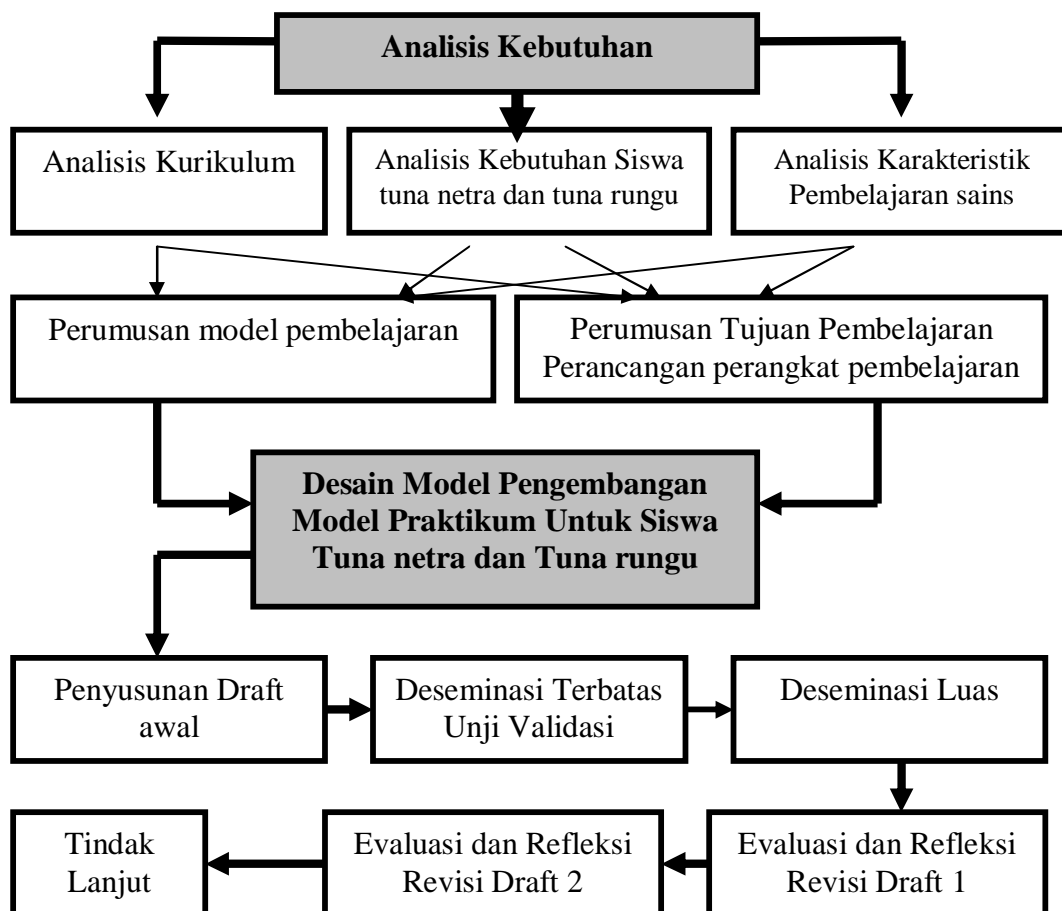 Analisis Kebutuhan
Analisis Kurikulum
Analisis Kebutuhan Siswa
tuna netra dan tuna rungu
Analisis Karakteristik
Pembelajaran sains
Perumusan model pembelajaran
Perumusan Tujuan Pembelajaran
Perancangan perangkat pembelajaran
Desain Model Pengembangan
Model Praktikum Untuk Siswa
Tuna netra dan Tuna rungu
Penyusunan Draft
awal
Deseminasi Terbatas
Unji Validasi
Deseminasi Luas
Tindak
Lanjut
Evaluasi dan Refleksi
Revisi Draft 2
Evaluasi dan Refleksi
Revisi Draft 1